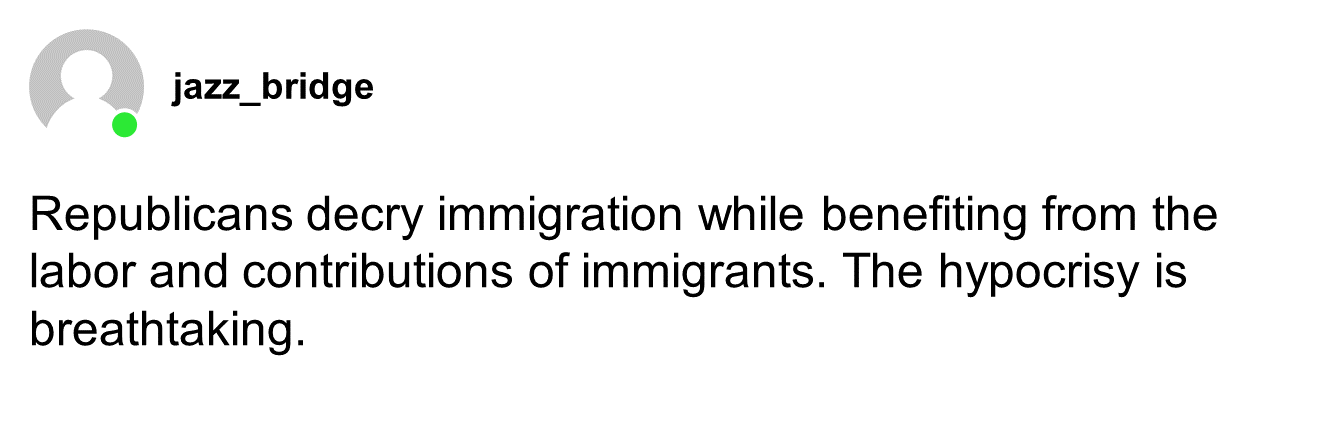 jazz_bridge
Republicans decry immigration while benefiting from the
labor and contributions of immigrants. The hypocrisy is
breathtaking.